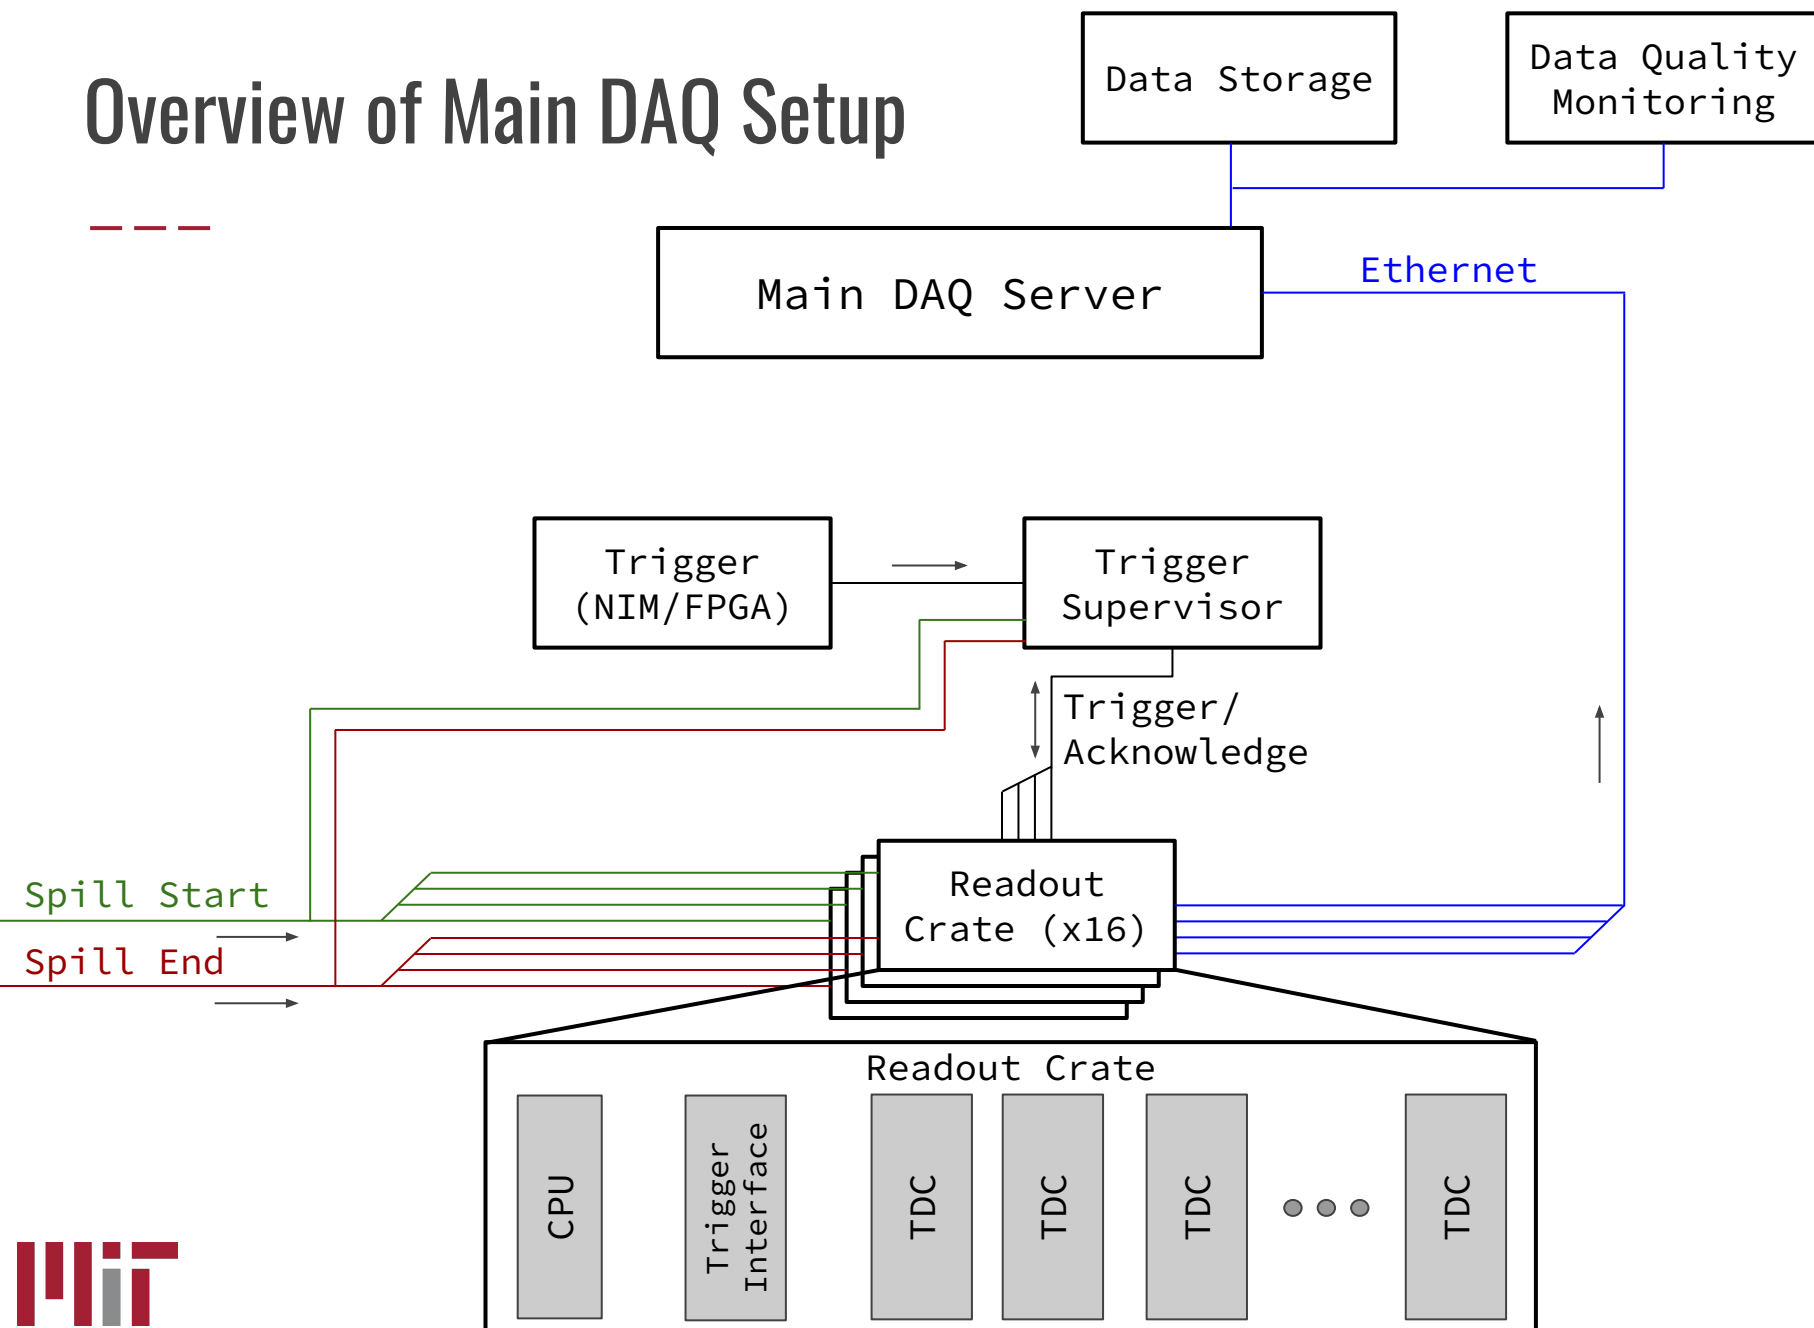 Overview of Main DAQ Setup
Data Storage
Data Quality
Monitoring
Main DAQ Server
Ethernet
Trigger
(NIM/FPGA)
Trigger
Supervisor
Trigger/
Acknowledge
Spill Start
Spill End
Readout
Crate (x16)
Readout Crate
CPU
Trigger
Interface
TDC
TDC
TDC
TDC
MIT